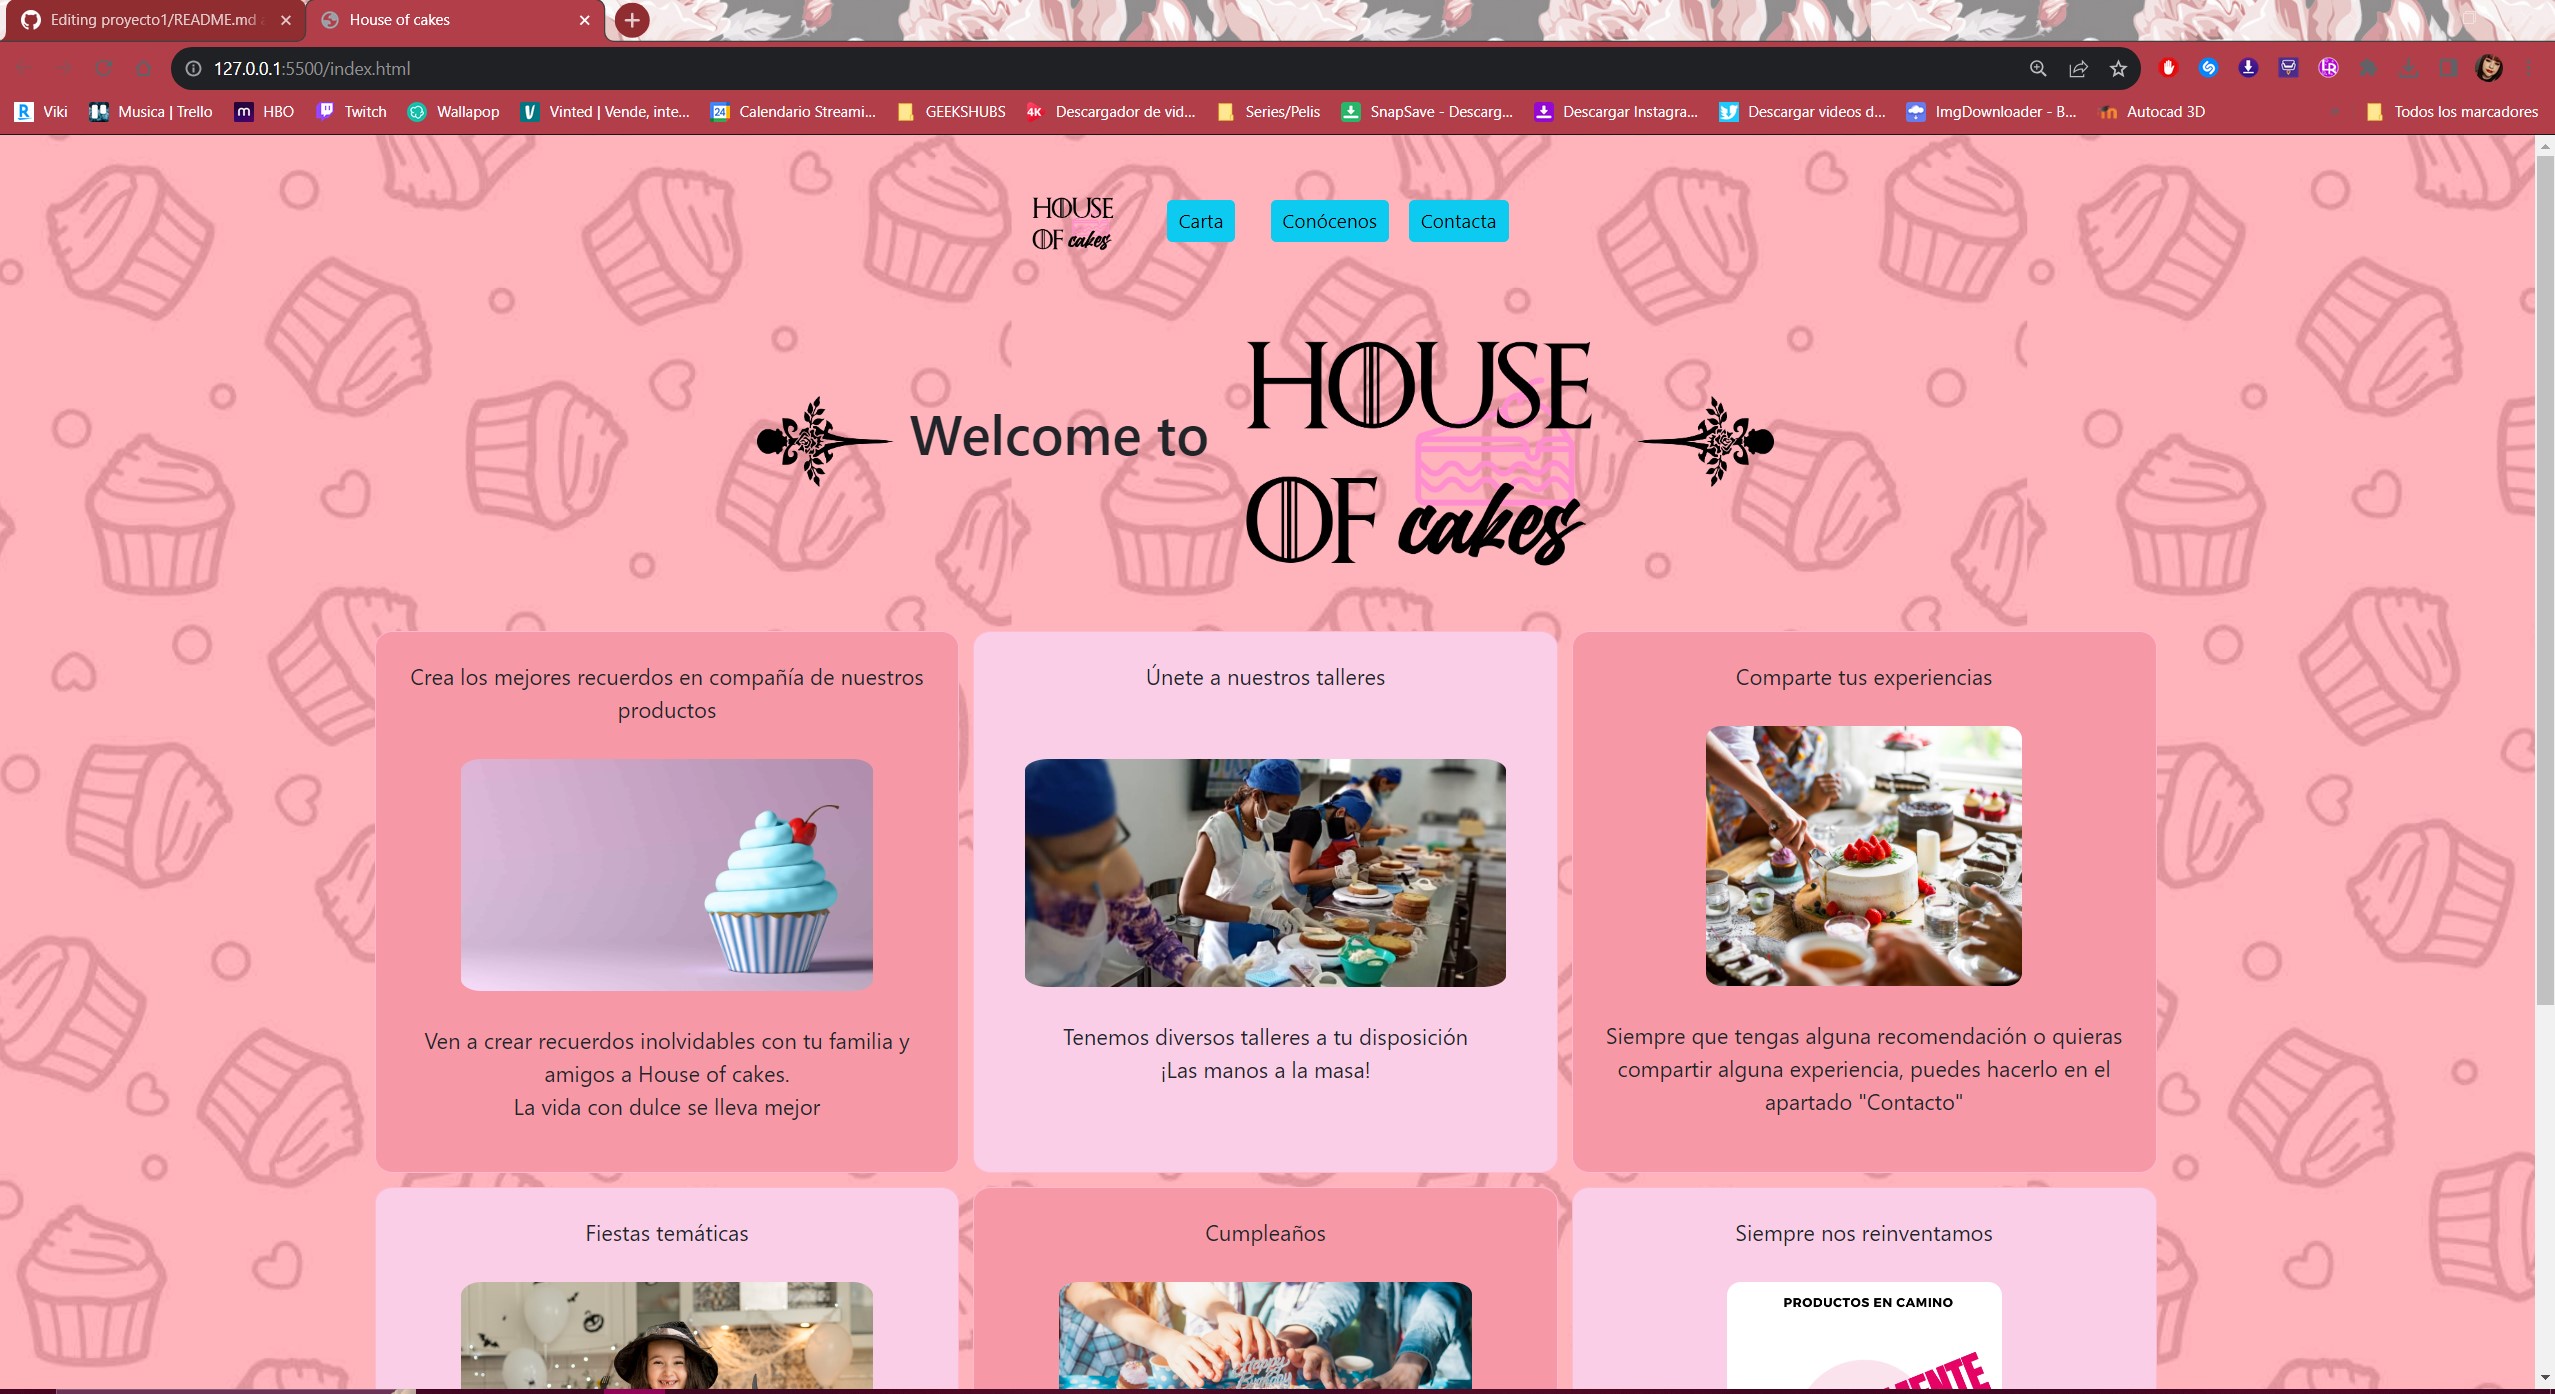 Editing proyecto1/README.md
House of cakes
127.0.0.1:5500/index.html
Viki
Musica | Trello
HBO
Twitch
Wallapop
Vinted | Vende, inte...
Calendario Streami...
GEEKSHUBS
Descargador de vid...
Series/Pelis
SnapSave - Descarg...
Descargar Instagra...
Descargar videos d...
ImgDownloader - B...
Autocad 3D
Todos los marcadores
HOUSE
OF cakes
Carta
Conócenos
Contacta
Welcome to
HOUSE
OF cakes
Crea los mejores recuerdos en compañía de nuestros
productos
Ven a crear recuerdos inolvidables con tu familia y
amigos a House of cakes.
La vida con dulce se lleva mejor
Únete a nuestros talleres
Tenemos diversos talleres a tu disposición
¡Las manos a la masa!
Comparte tus experiencias
Siempre que tengas alguna recomendación o quieras
compartir alguna experiencia, puedes hacerlo en el
apartado "Contacto"
Fiestas temáticas
Cumpleaños
Happy
Birthday
Siempre nos reinventamos
PRODUCTOS EN CAMINO